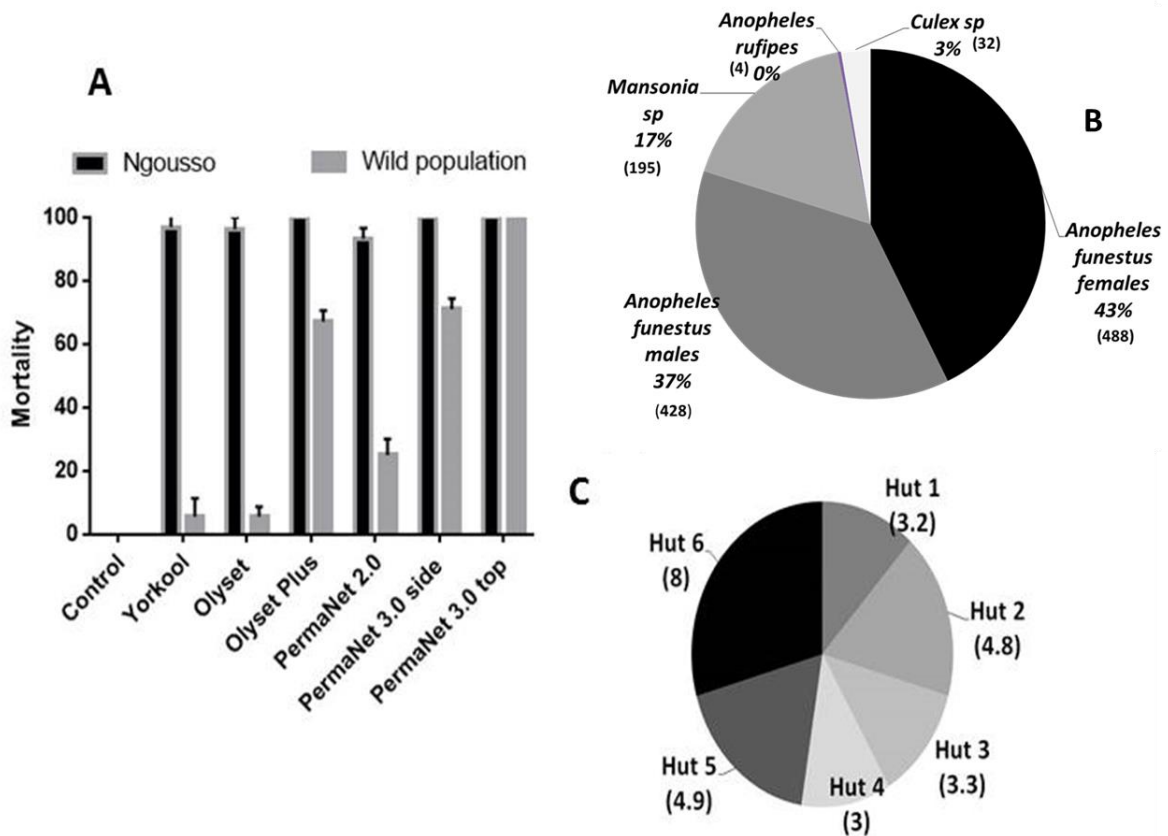 A
Ngousso
Wild population
Mortality
100
80
60
40
20
0
Control
Yorkool
Olyset
Olyset Plus
PermaNet 2.0
PermaNet 3.0 side
PermaNet 3.0 top
B
Anopheles
rufipes
(4) 0%
Culex sp
3% (32)
Mansonia
sp
17%
(195)
Anopheles
funestus
females
43%
(488)
Anopheles
funestus
males
37%
(428)
C
Hut 1
(3.2)
Hut 2
(4.8)
Hut 3
(3.3)
Hut 4
(3)
Hut 5
(4.9)
Hut 6
(8)